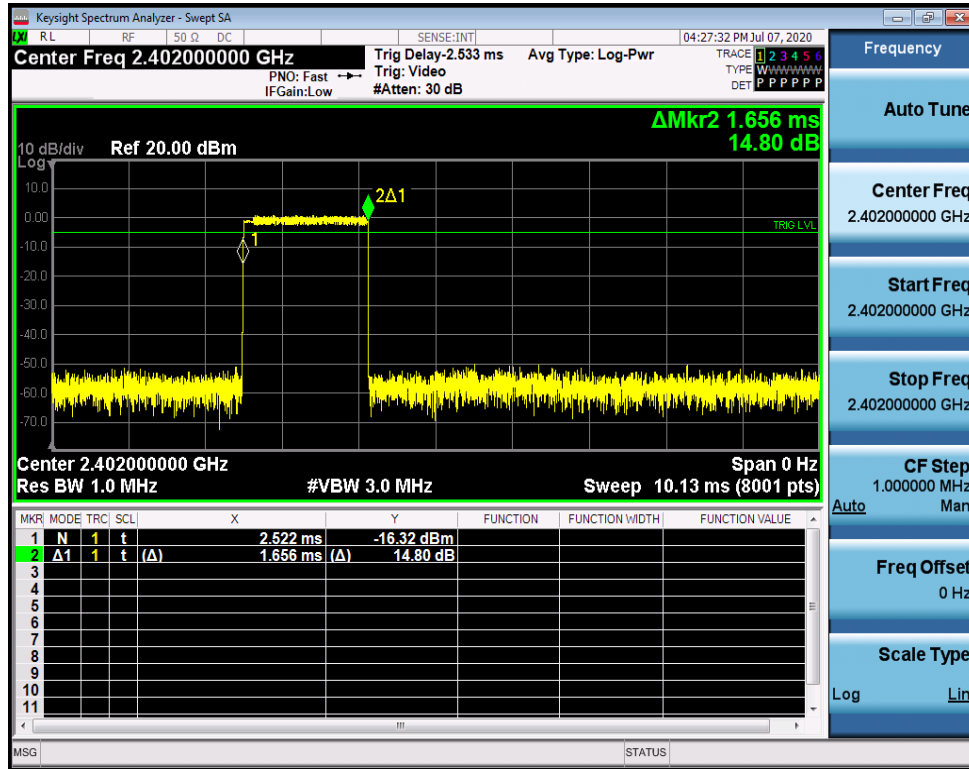 Keysight Spectrum Analyzer - Swept SA
LXI RL RF 50 Ω DC SENSE:INT 04:27:32 PM Jul 07, 2020
Center Freq 2.402000000 GHz
PNO: Fast
IFGain:Low
Trig Delay-2.533 ms
Trig: Video
#Atten: 30 dB
Avg Type: Log-Pwr
TRACE 1 2 3 4 5 6
TYPE W W W W W W
DET P P P P P P
ΔMkr2 1.656 ms
14.80 dB
10 dB/div Ref 20.00 dBm
Log
10.0
0.00
-10.0
-20.0
-30.0
-40.0
-50.0
-60.0
-70.0
2Δ1
1
TRIG LVL
Center 2.402000000 GHz Span 0 Hz
Res BW 1.0 MHz #VBW 3.0 MHz Sweep 10.13 ms (8001 pts)
MKR MODE TRC SCL X Y FUNCTION FUNCTION WIDTH FUNCTION VALUE
1 N 1 t 2.522 ms -16.32 dBm
2 Δ1 1 t (Δ) 1.656 ms (Δ) 14.80 dB
3
4
5
6
7
8
9
10
11
MSG STATUS
Frequency
Auto Tune
Center Freq
2.402000000 GHz
Start Freq
2.402000000 GHz
Stop Freq
2.402000000 GHz
CF Step
1.000000 MHz
Auto Man
Freq Offset
0 Hz
Scale Type
Log Lin